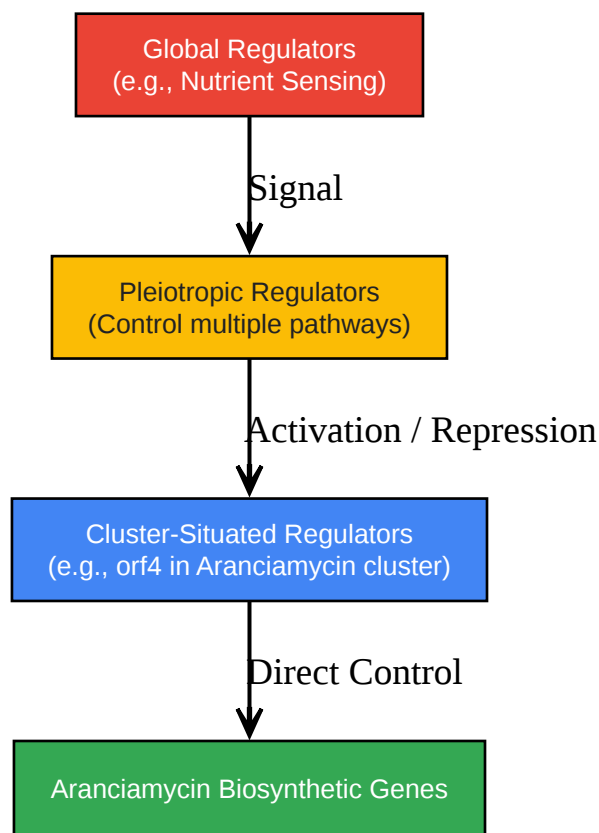 Global Regulators
(e.g., Nutrient Sensing)
Signal
Pleiotropic Regulators
(Control multiple pathways)
Activation / Repression
Cluster-Situated Regulators
(e.g., orf4 in Aranciamycin cluster)
Direct Control
Aranciamycin Biosynthetic Genes